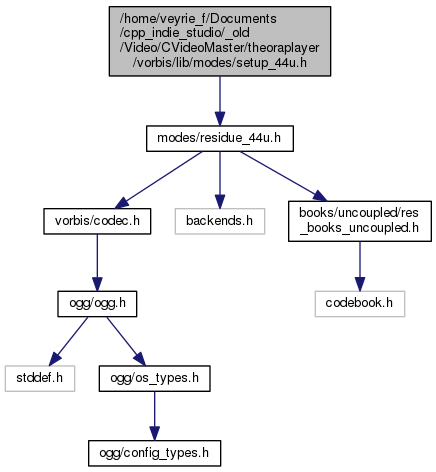 /home/veyrie_f/Documents
/cpp_indie_studio/_old
/Video/CVideoMaster/theoraplayer
/vorbis/lib/modes/setup_44u.h
modes/residue_44u.h
vorbis/codec.h
backends.h
books/uncoupled/res
_books_uncoupled.h
ogg/ogg.h
codebook.h
stddef.h
ogg/os_types.h
ogg/config_types.h